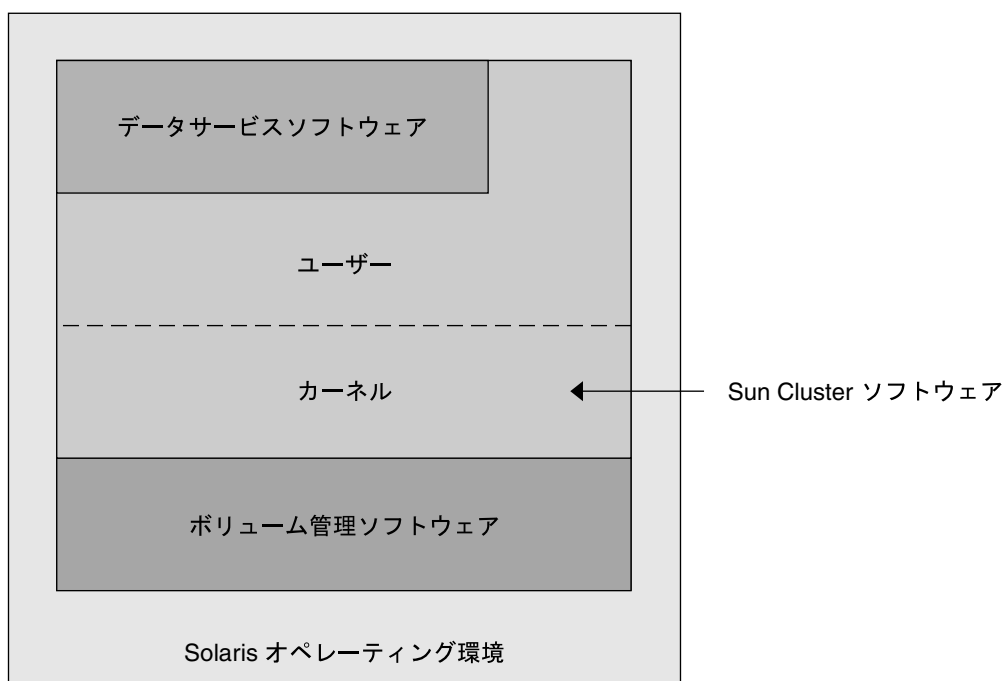 データサービスソフトウェア
ユーザー
カーネル
Sun Cluster ソフトウェア
ボリューム管理ソフトウェア
Solaris オペレーティング環境